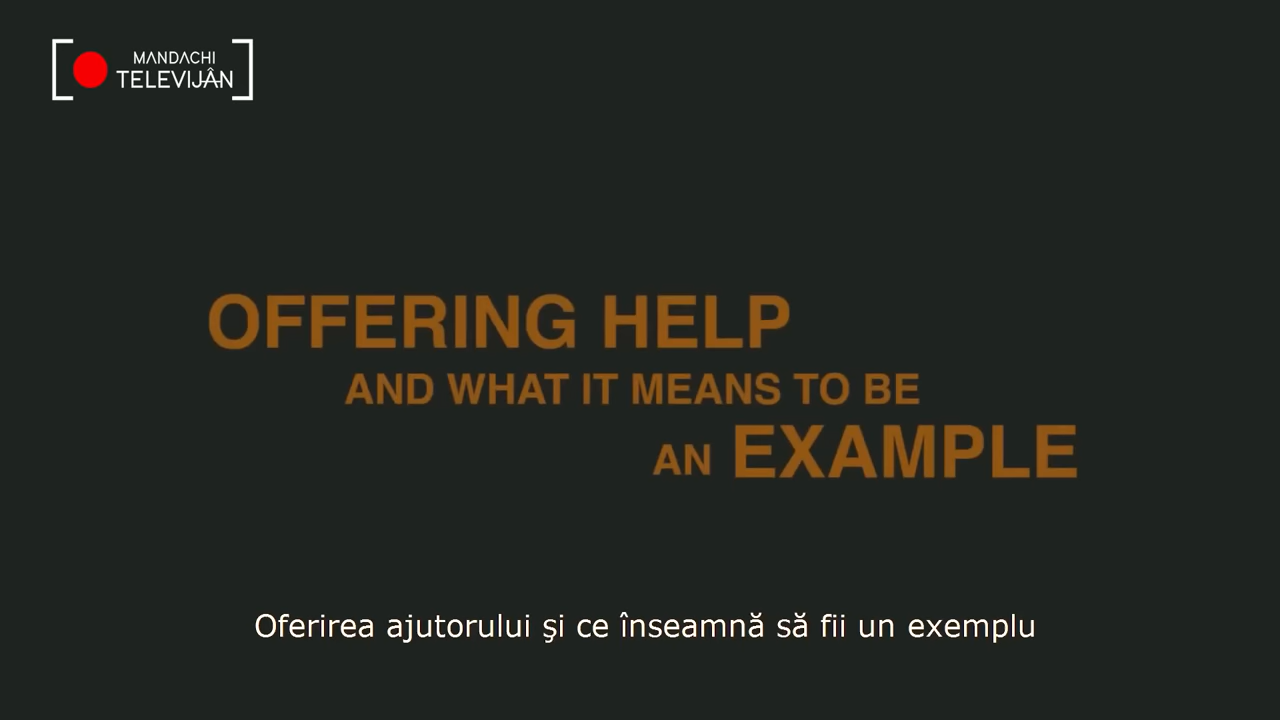 MANDACHI
TELEVIJÂN
OFFERING HELP
AND WHAT IT MEANS TO BE
AN EXAMPLE
Oferirea ajutorului şi ce înseamnă să fii un exemplu